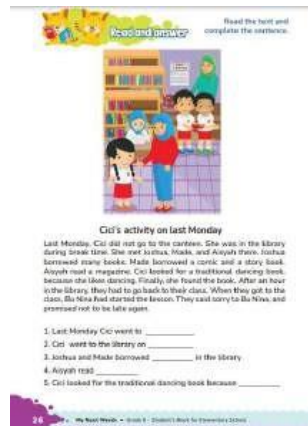 Read and answer
Read the text and
complete the sentence.
Cici's activity on last Monday
Last Monday, Cici did not go to the canteen. She was in the library
during break time. She met Joshua, Made, and Aisyah there. Joshua
borrowed many books. Made borrowed a comic and a story book.
Aisyah read a magazine. Cici looked for a traditional dancing book
because she likes dancing. Finally, she found the book. After an hour
in the library, they had to go back to their class. When they got to the
class, Bu Nina had started the lesson. They said sorry to Bu Nina, and
promised not to be late again.
1. Last Monday Cici went to
2. Cici went to the library on
3. Joshua and Made borrowed in the library
4. Aisyah read
5. Cici looked for the traditional dancing book because
26 My Next Words • Grade 5 - Student's Book for Elementary School